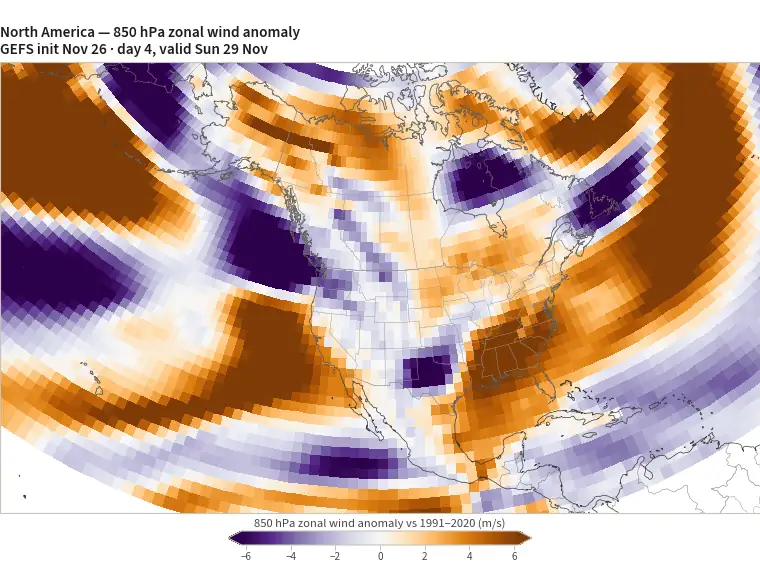 North America — 850 hPa zonal wind anomaly
GEFS init Nov 26 · day 4, valid Sun 29 Nov
850 hPa zonal wind anomaly vs 1991–2020 (m/s)
−6 −4 −2 0 2 4 6